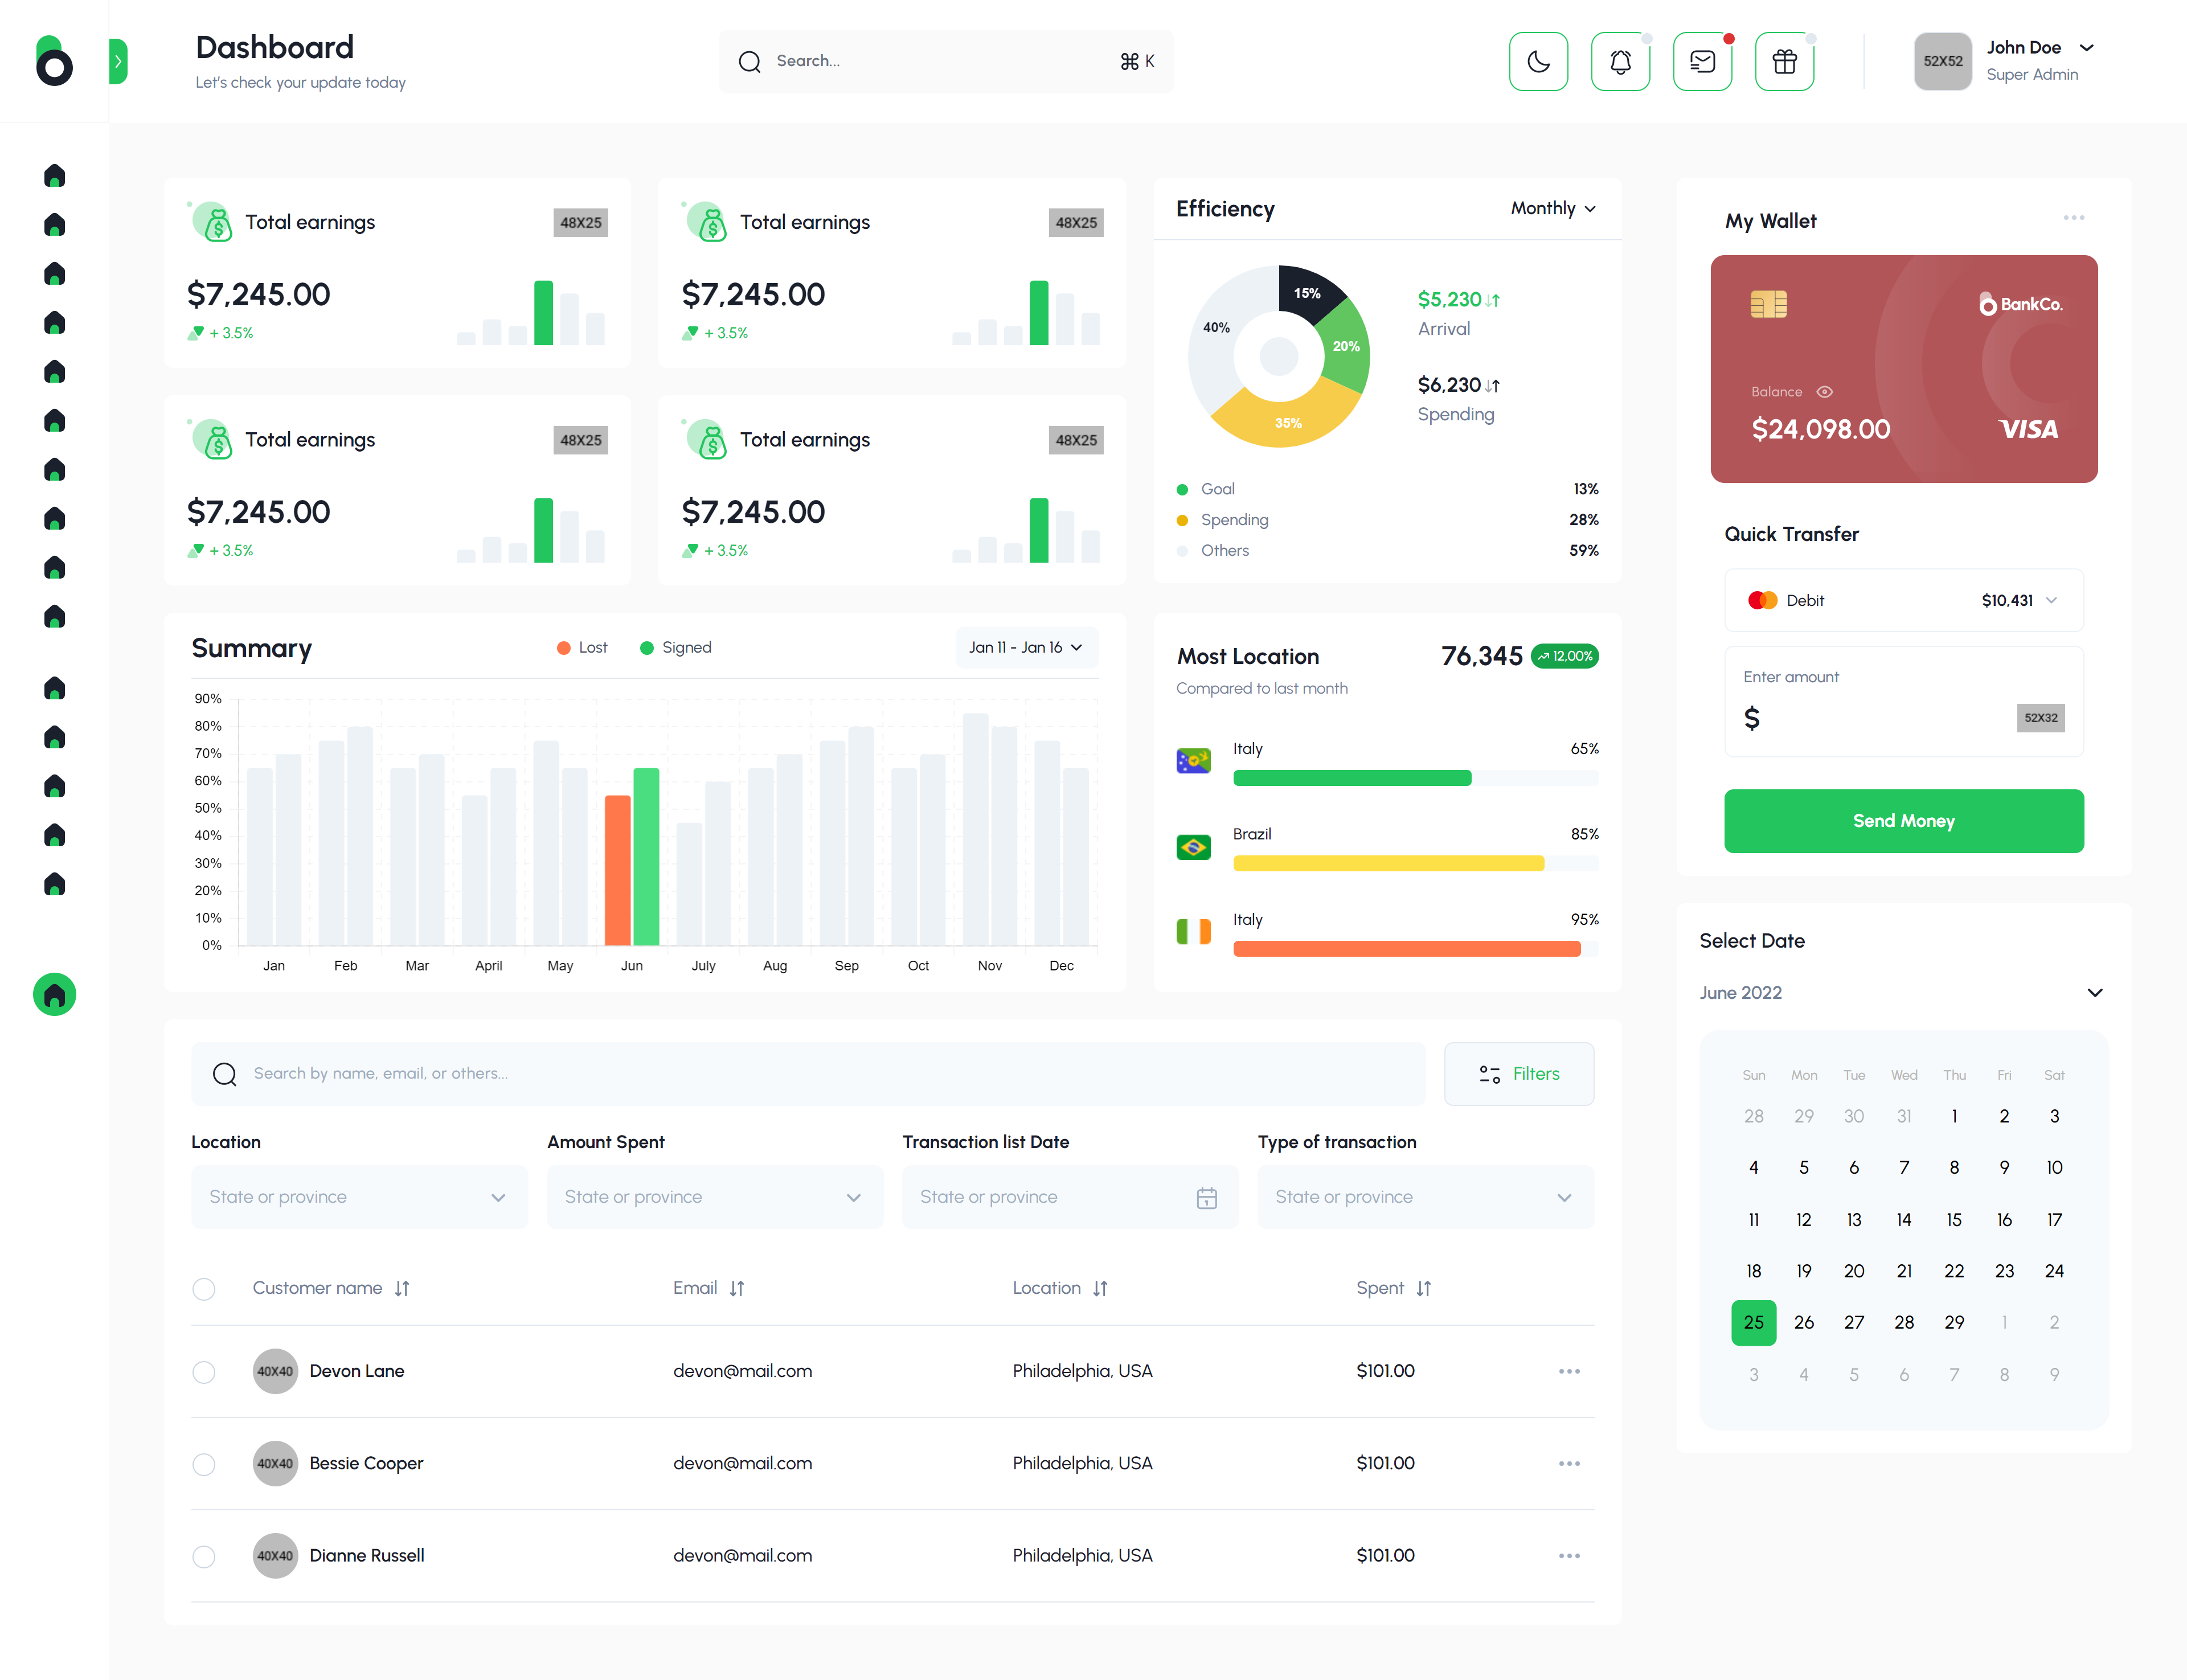 Dashboard
Let's check your update today
Search...
⌘ K
John Doe
Super Admin
52X52
Total earnings
48X25
$7,245.00
+ 3.5%
Total earnings
48X25
$7,245.00
+ 3.5%
Total earnings
48X25
$7,245.00
+ 3.5%
Total earnings
48X25
$7,245.00
+ 3.5%
Efficiency
Monthly
15%
20%
35%
40%
$5,230
Arrival
$6,230
Spending
Goal 13%
Spending 28%
Others 59%
My Wallet
BankCo.
Balance
$24,098.00
VISA
Quick Transfer
Debit $10,431
Enter amount
$
52X32
Send Money
Summary
Lost
Signed
Jan 11 - Jan 16
90%
80%
70%
60%
50%
40%
30%
20%
10%
0%
Jan Feb Mar April May Jun July Aug Sep Oct Nov Dec
Most Location
76,345
12,00%
Compared to last month
Italy 65%
Brazil 85%
Italy 95%
Select Date
June 2022
Sun Mon Tue Wed Thu Fri Sat
28 29 30 31 1 2 3
4 5 6 7 8 9 10
11 12 13 14 15 16 17
18 19 20 21 22 23 24
25 26 27 28 29 1 2
3 4 5 6 7 8 9
Search by name, email, or others...
Filters
Location
State or province
Amount Spent
State or province
Transaction list Date
State or province
Type of transaction
State or province
Customer name Email Location Spent
40X40 Devon Lane devon@mail.com Philadelphia, USA $101.00
40X40 Bessie Cooper devon@mail.com Philadelphia, USA $101.00
40X40 Dianne Russell devon@mail.com Philadelphia, USA $101.00